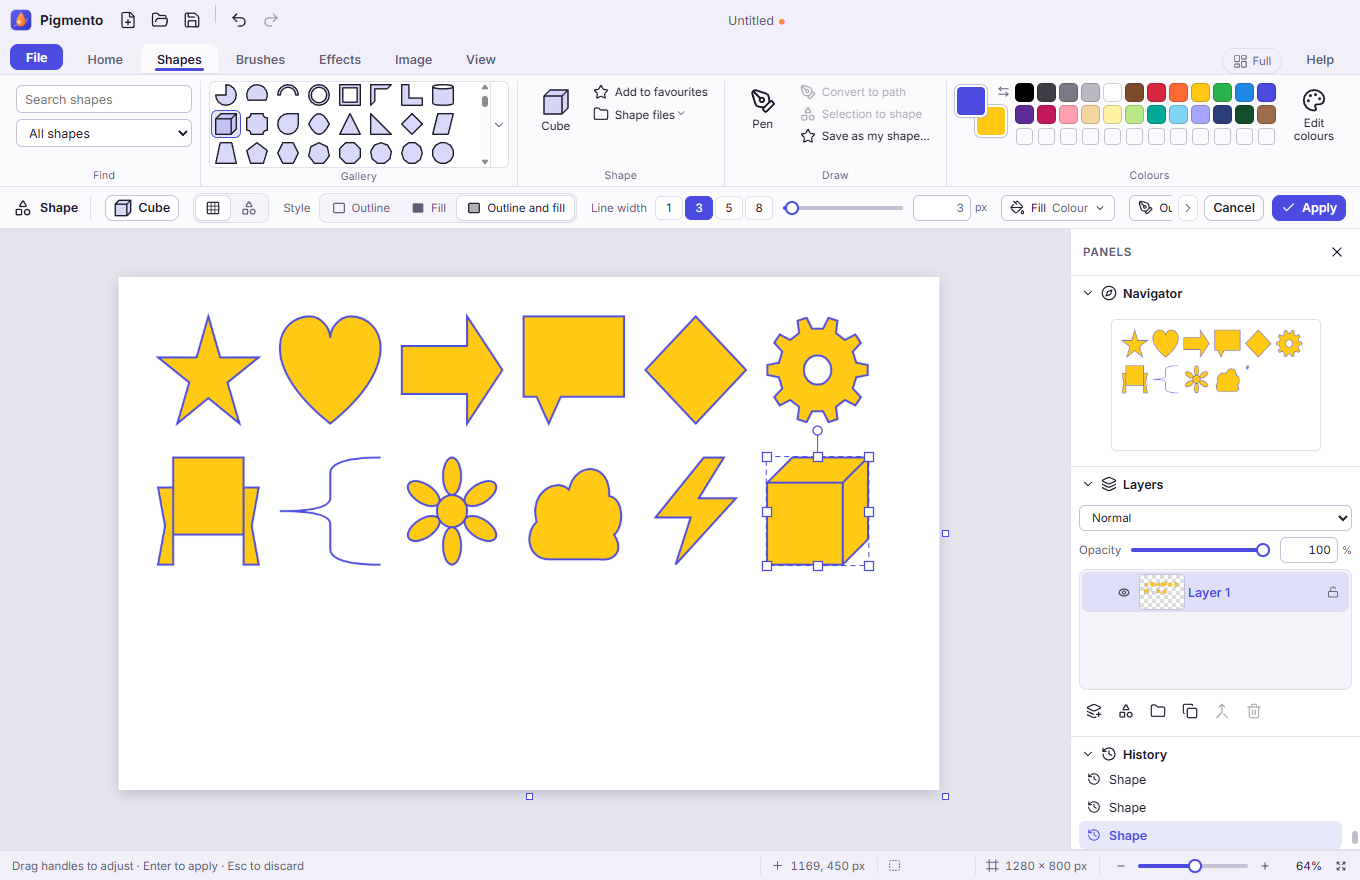 Pigmento
Untitled
File
Home
Shapes
Brushes
Effects
Image
View
Full
Help
Search shapes
All shapes
Find
Gallery
Cube
Add to favourites
Shape files
Shape
Pen
Convert to path
Selection to shape
Save as my shape...
Draw
Edit
colours
Colours
Shape
Cube
Style
Outline
Fill
Outline and fill
Line width
1
3
5
8
3
px
Fill Colour
Ou
Cancel
Apply
PANELS
Navigator
Layers
Normal
Opacity
100
%
Layer 1
History
Shape
Shape
Shape
Drag handles to adjust · Enter to apply · Esc to discard
1169, 450 px
1280 × 800 px
64%